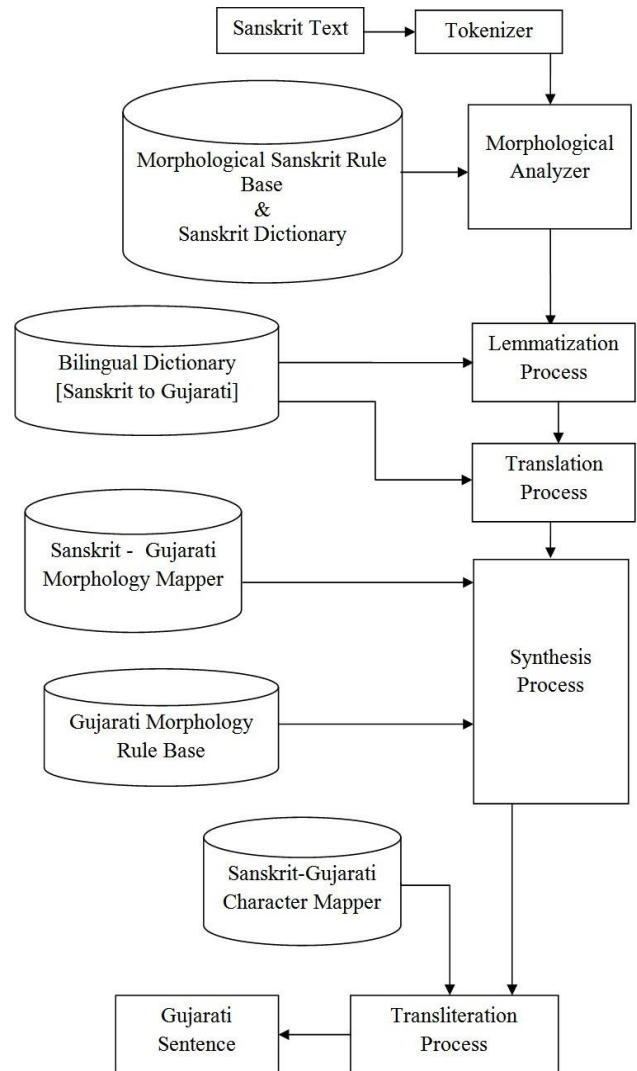 Sanskrit Text
Tokenizer
Morphological Sanskrit Rule
Base
&
Sanskrit Dictionary
Morphological
Analyzer
Bilingual Dictionary
[Sanskrit to Gujarati]
Lemmatization
Process
Translation
Process
Sanskrit - Gujarati
Morphology Mapper
Synthesis
Process
Gujarati Morphology
Rule Base
Sanskrit-Gujarati
Character Mapper
Gujarati
Sentence
Transliteration
Process